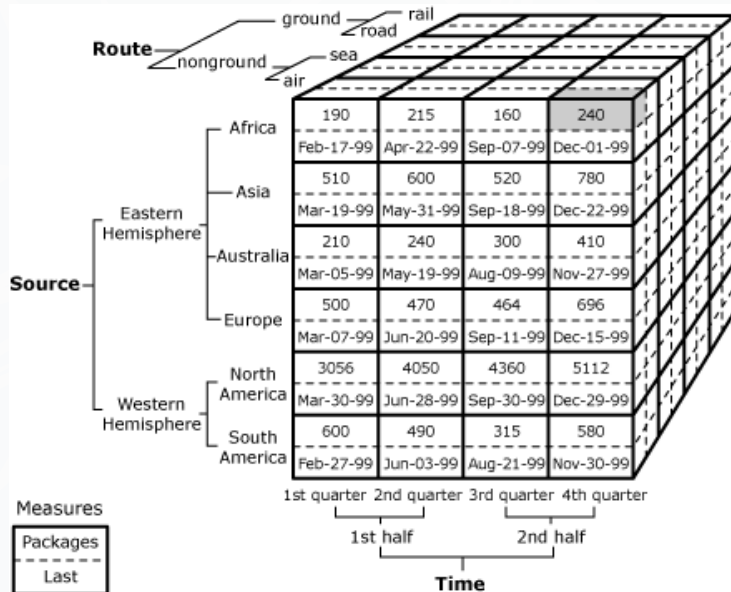 Route
ground
rail
road
nonground
sea
air
Source
Eastern
Hemisphere
Western
Hemisphere
Africa
190 215 160 240
Feb-17-99 Apr-22-99 Sep-07-99 Dec-01-99
Asia
510 600 520 780
Mar-19-99 May-31-99 Sep-18-99 Dec-22-99
Australia
210 240 300 410
Mar-05-99 May-19-99 Aug-09-99 Nov-27-99
Europe
500 470 464 696
Mar-07-99 Jun-20-99 Sep-11-99 Dec-15-99
North
America
3056 4050 4360 5112
Mar-30-99 Jun-28-99 Sep-30-99 Dec-29-99
South
America
600 490 315 580
Feb-27-99 Jun-03-99 Aug-21-99 Nov-30-99
1st quarter 2nd quarter 3rd quarter 4th quarter
1st half 2nd half
Time
Measures
Packages
Last